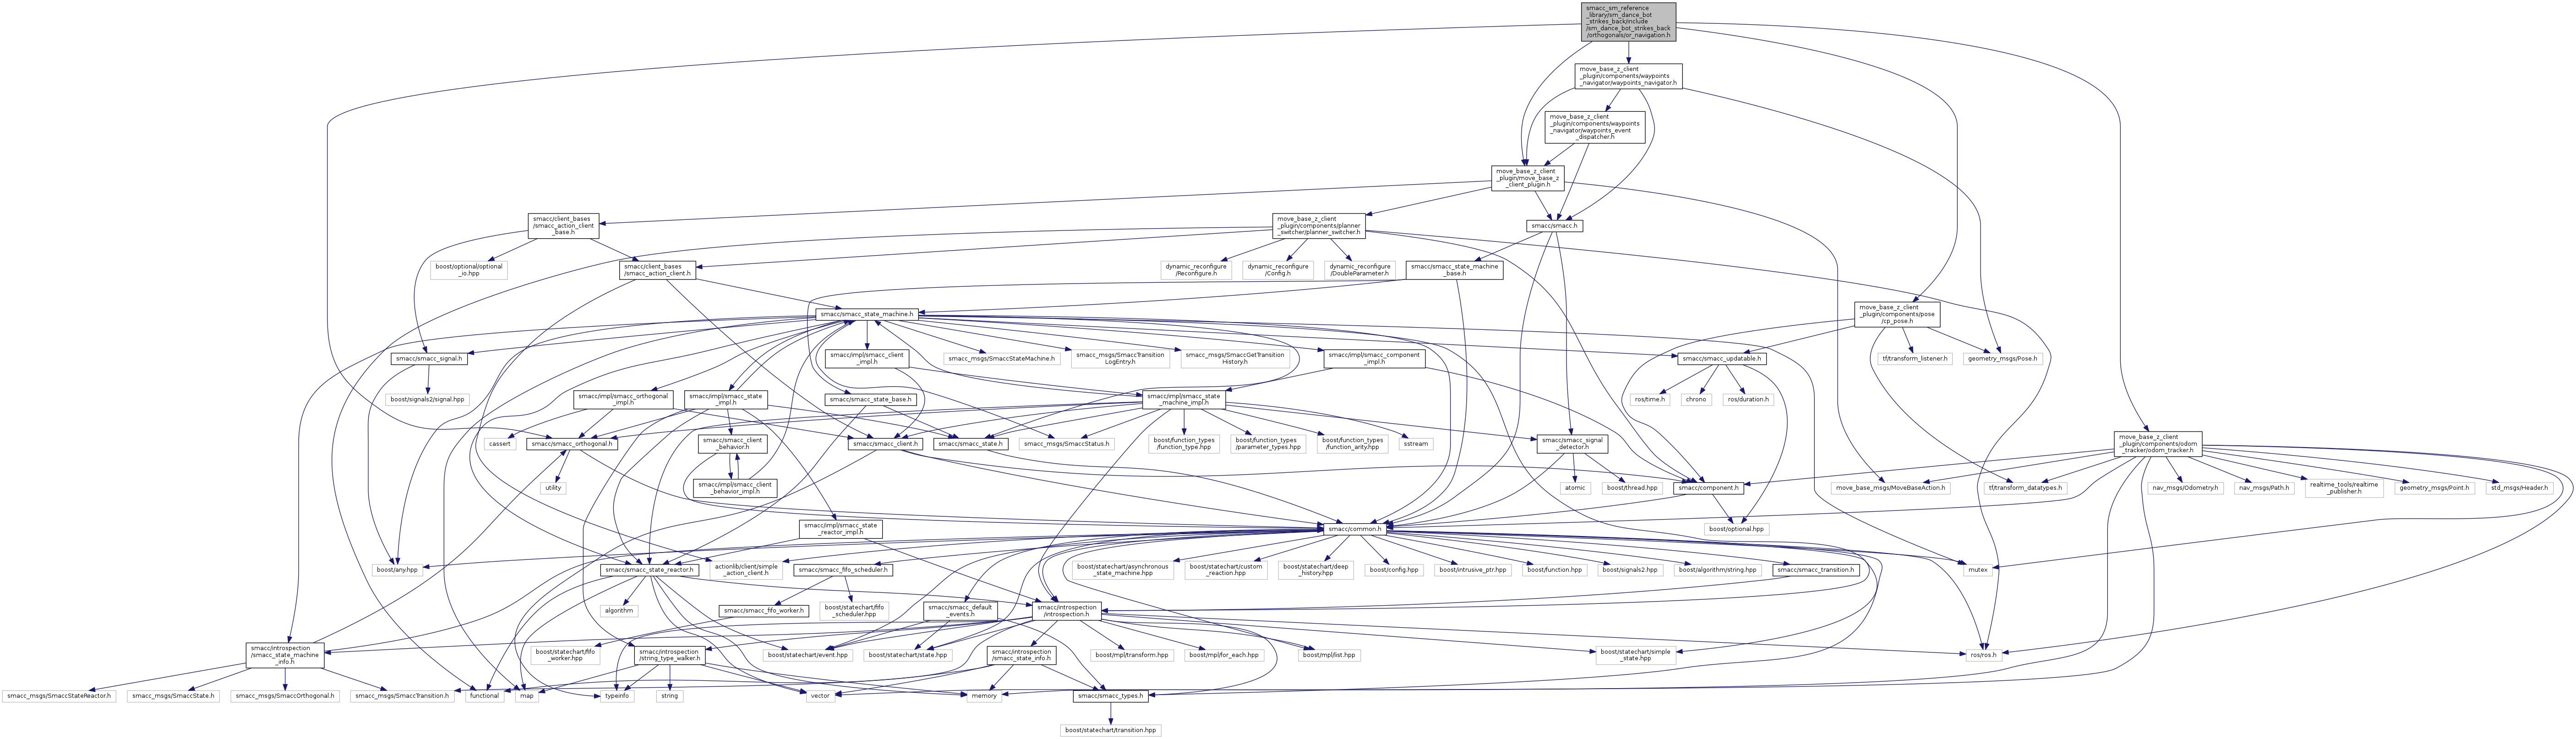 smacc_sm_reference
_library/sm_dance_bot
_strikes_back/include
/sm_dance_bot_strikes_back
/orthogonals/or_navigation.h
move_base_z_client
_plugin/components/waypoints
_navigator/waypoints_navigator.h
move_base_z_client
_plugin/components/waypoints
_navigator/waypoints_event
_dispatcher.h
move_base_z_client
_plugin/move_base_z
_client_plugin.h
smacc/client_bases
/smacc_action_client
_base.h
move_base_z_client
_plugin/components/planner
_switcher/planner_switcher.h
smacc/smacc.h
boost/optional/optional
_io.hpp
smacc/client_bases
/smacc_action_client.h
dynamic_reconfigure
/Reconfigure.h
dynamic_reconfigure
/Config.h
dynamic_reconfigure
/DoubleParameter.h
smacc/smacc_state_machine
_base.h
smacc/smacc_state_machine.h
move_base_z_client
_plugin/components/pose
/cp_pose.h
smacc/smacc_signal.h
smacc/impl/smacc_client
_impl.h
smacc_msgs/SmaccStateMachine.h
smacc_msgs/SmaccTransition
LogEntry.h
smacc_msgs/SmaccGetTransition
History.h
smacc/impl/smacc_component
_impl.h
smacc/smacc_updatable.h
tf/transform_listener.h
geometry_msgs/Pose.h
boost/signals2/signal.hpp
smacc/impl/smacc_orthogonal
_impl.h
smacc/impl/smacc_state
_impl.h
smacc/smacc_state_base.h
smacc/impl/smacc_state
_machine_impl.h
ros/time.h
chrono
ros/duration.h
cassert
smacc/smacc_orthogonal.h
smacc/smacc_client
_behavior.h
smacc/smacc_client.h
smacc/smacc_state.h
smacc_msgs/SmaccStatus.h
boost/function_types
/function_type.hpp
boost/function_types
/parameter_types.hpp
boost/function_types
/function_arity.hpp
sstream
smacc/smacc_signal
_detector.h
move_base_z_client
_plugin/components/odom
_tracker/odom_tracker.h
utility
smacc/impl/smacc_client
_behavior_impl.h
atomic
boost/thread.hpp
smacc/component.h
move_base_msgs/MoveBaseAction.h
tf/transform_datatypes.h
nav_msgs/Odometry.h
nav_msgs/Path.h
realtime_tools/realtime
_publisher.h
geometry_msgs/Point.h
std_msgs/Header.h
smacc/impl/smacc_state
_reactor_impl.h
smacc/common.h
boost/optional.hpp
boost/any.hpp
smacc/smacc_state_reactor.h
actionlib/client/simple
_action_client.h
smacc/smacc_fifo_scheduler.h
boost/statechart/asynchronous
_state_machine.hpp
boost/statechart/custom
_reaction.hpp
boost/statechart/deep
_history.hpp
boost/config.hpp
boost/intrusive_ptr.hpp
boost/function.hpp
boost/signals2.hpp
boost/algorithm/string.hpp
smacc/smacc_transition.h
mutex
algorithm
smacc/smacc_fifo_worker.h
boost/statechart/fifo
_scheduler.hpp
smacc/smacc_default
_events.h
smacc/introspection
/introspection.h
smacc/introspection
/smacc_state_machine
_info.h
boost/statechart/fifo
_worker.hpp
smacc/introspection
/string_type_walker.h
boost/statechart/event.hpp
boost/statechart/state.hpp
smacc/introspection
/smacc_state_info.h
boost/mpl/transform.hpp
boost/mpl/for_each.hpp
boost/mpl/list.hpp
boost/statechart/simple
_state.hpp
ros/ros.h
smacc_msgs/SmaccStateReactor.h
smacc_msgs/SmaccState.h
smacc_msgs/SmaccOrthogonal.h
smacc_msgs/SmaccTransition.h
functional
map
typeinfo
string
vector
memory
smacc/smacc_types.h
boost/statechart/transition.hpp